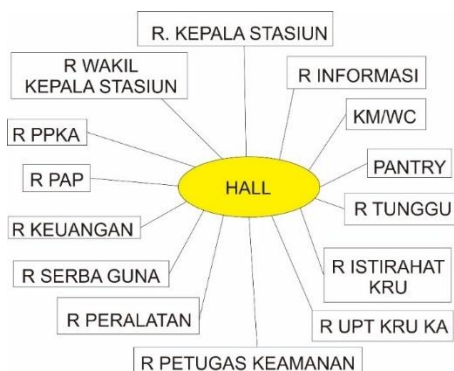 R. KEPALA STASIUN
R WAKIL
KEPALA STASIUN
R INFORMASI
KM/WC
R PPKA
PANTRY
R PAP
HALL
R TUNGGU
R KEUANGAN
R ISTIRAHAT
KRU
R SERBA GUNA
R PERALATAN
R UPT KRU KA
R PETUGAS KEAMANAN